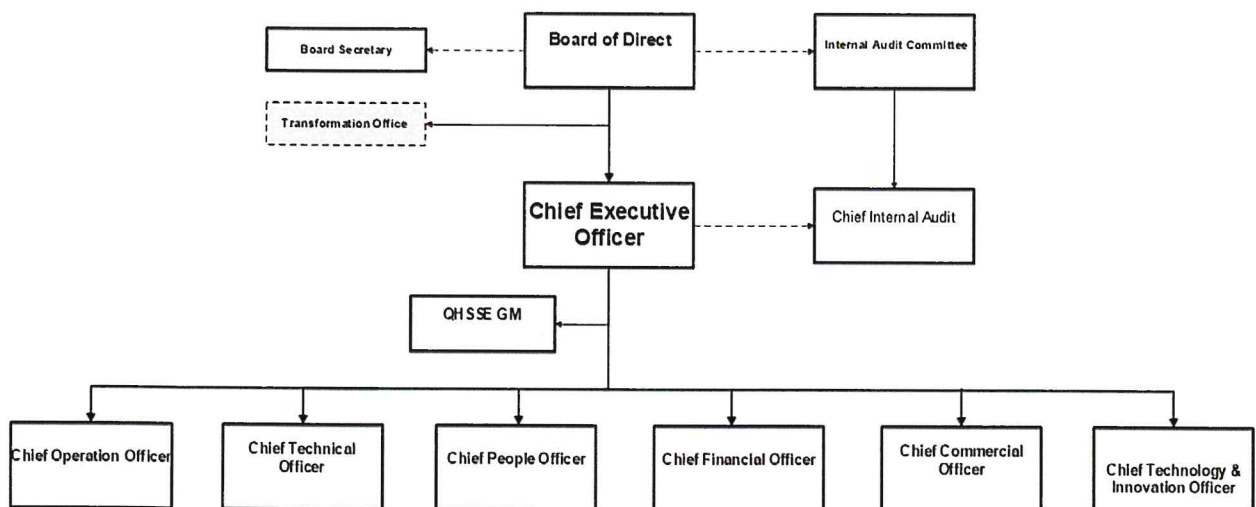 Board of Direct
Board Secretary
Internal Audit Committee
Transformation Office
Chief Executive
Officer
Chief Internal Audit
QHSSE GM
Chief Operation Officer
Chief Technical
Officer
Chief People Officer
Chief Financial Officer
Chief Commercial
Officer
Chief Technology &
Innovation Officer